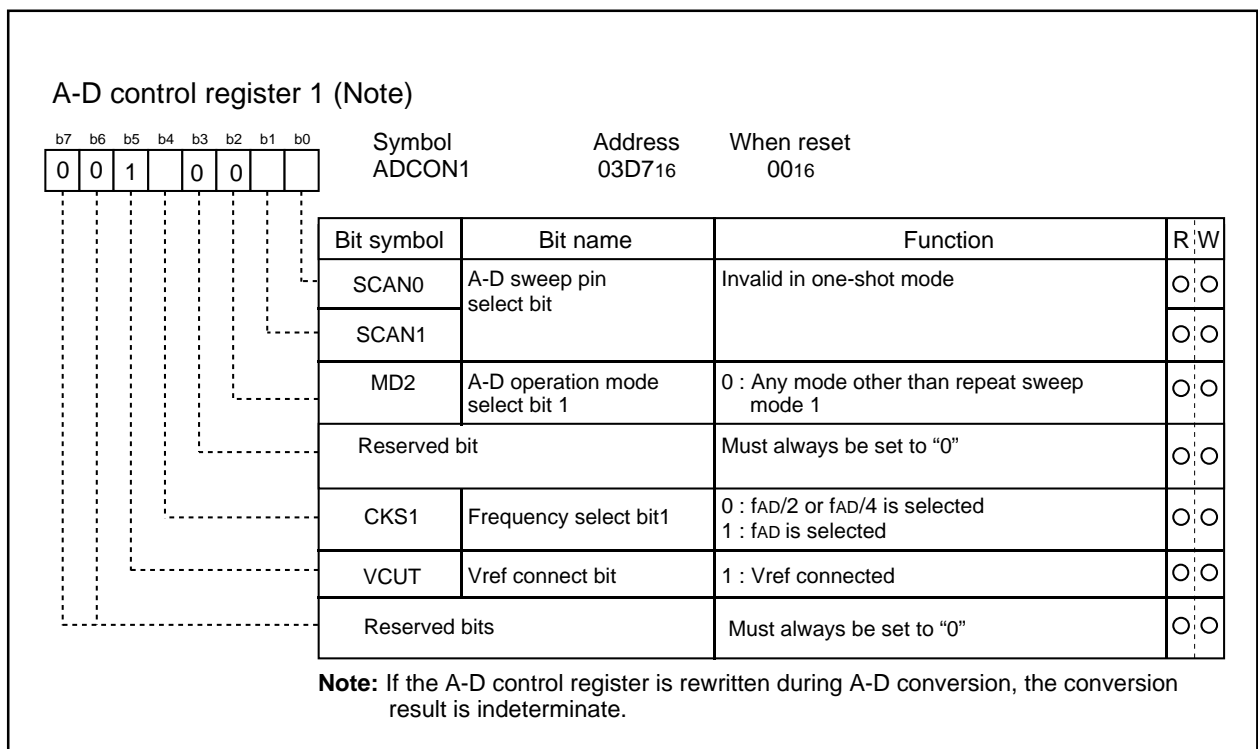 A-D control register 1 (Note)
b7 b6 b5 b4 b3 b2 b1 b0
0 0 1 0 0
Symbol Address When reset
ADCON1 03D716 0016
Bit symbol Bit name Function R W
SCAN0 A-D sweep pin Invalid in one-shot mode
select bit
SCAN1
MD2 A-D operation mode 0 : Any mode other than repeat sweep
select bit 1 mode 1
Reserved bit Must always be set to “0”
CKS1 Frequency select bit1 0 : fAD/2 or fAD/4 is selected
1 : fAD is selected
VCUT Vref connect bit 1 : Vref connected
Reserved bits Must always be set to “0”
Note: If the A-D control register is rewritten during A-D conversion, the conversion
result is indeterminate.